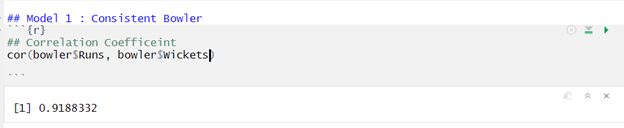 ## Model 1 : Consistent Bowler
```{r}
## Correlation Coefficeint
cor(bowler$Runs, bowler$Wickets)
```
[1] 0.9188332